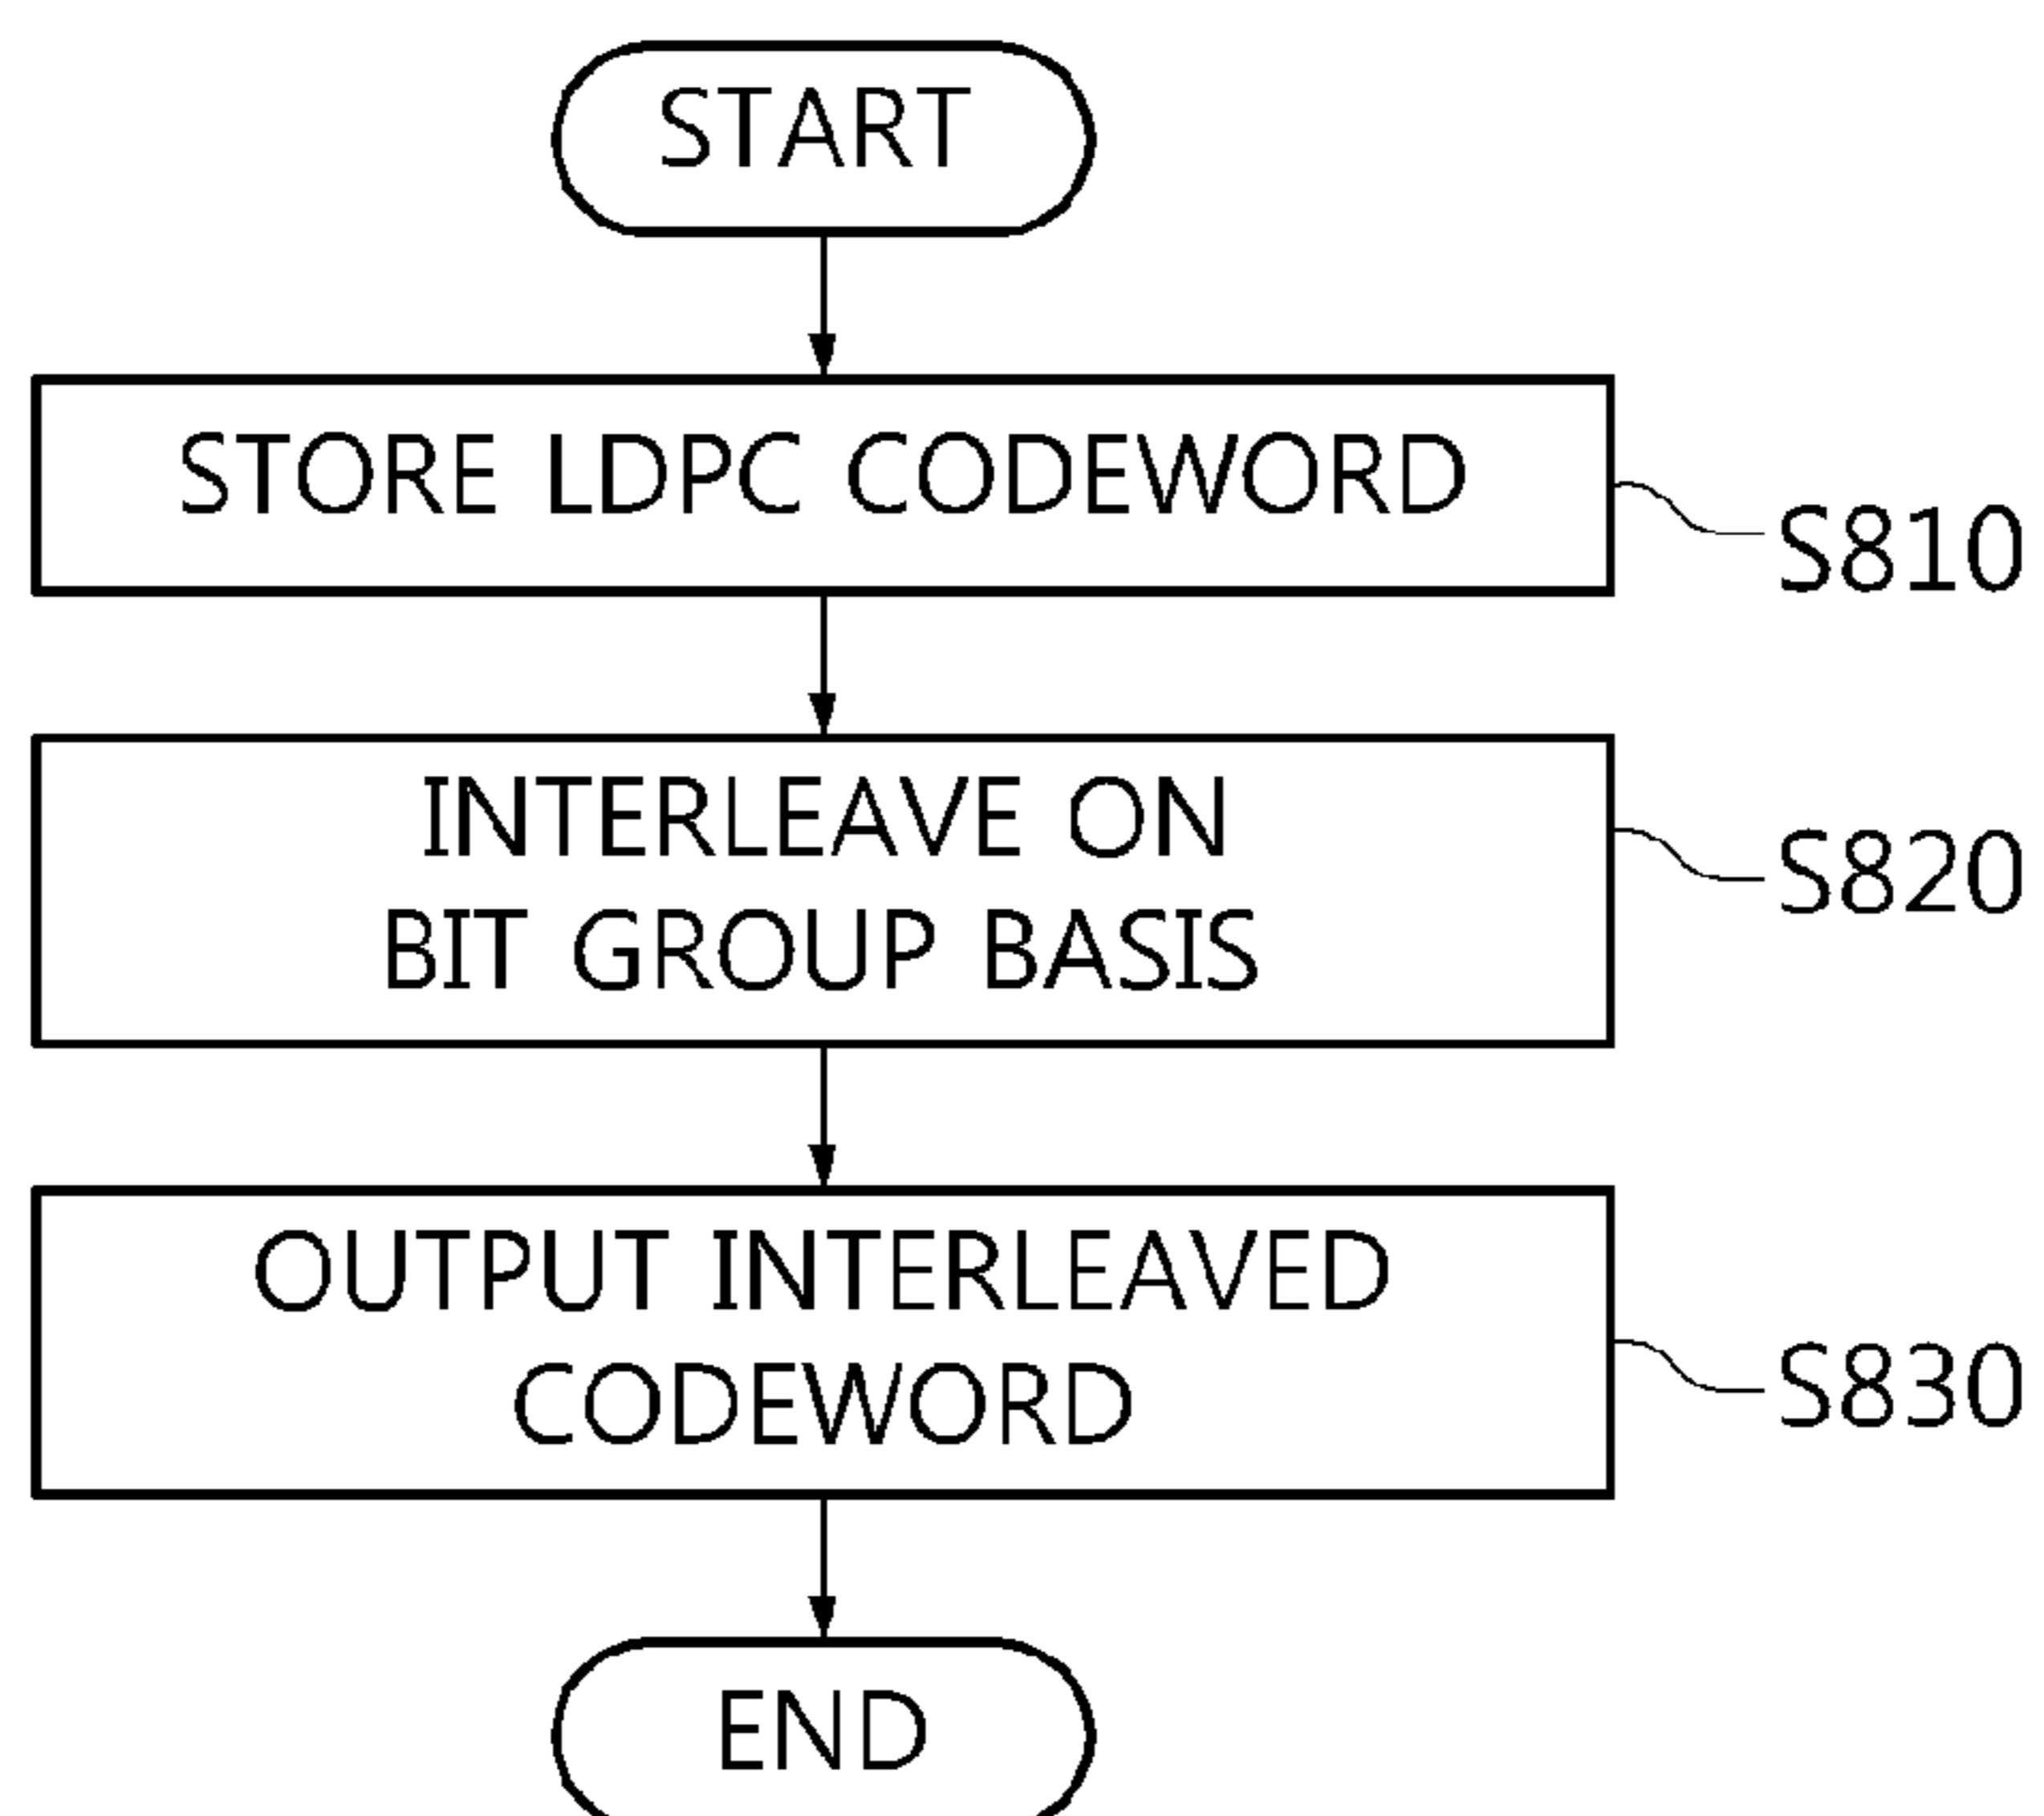 START
STORE LDPC CODEWORD
S810
INTERLEAVE ON
BIT GROUP BASIS
S820
OUTPUT INTERLEAVED
CODEWORD
S830
END